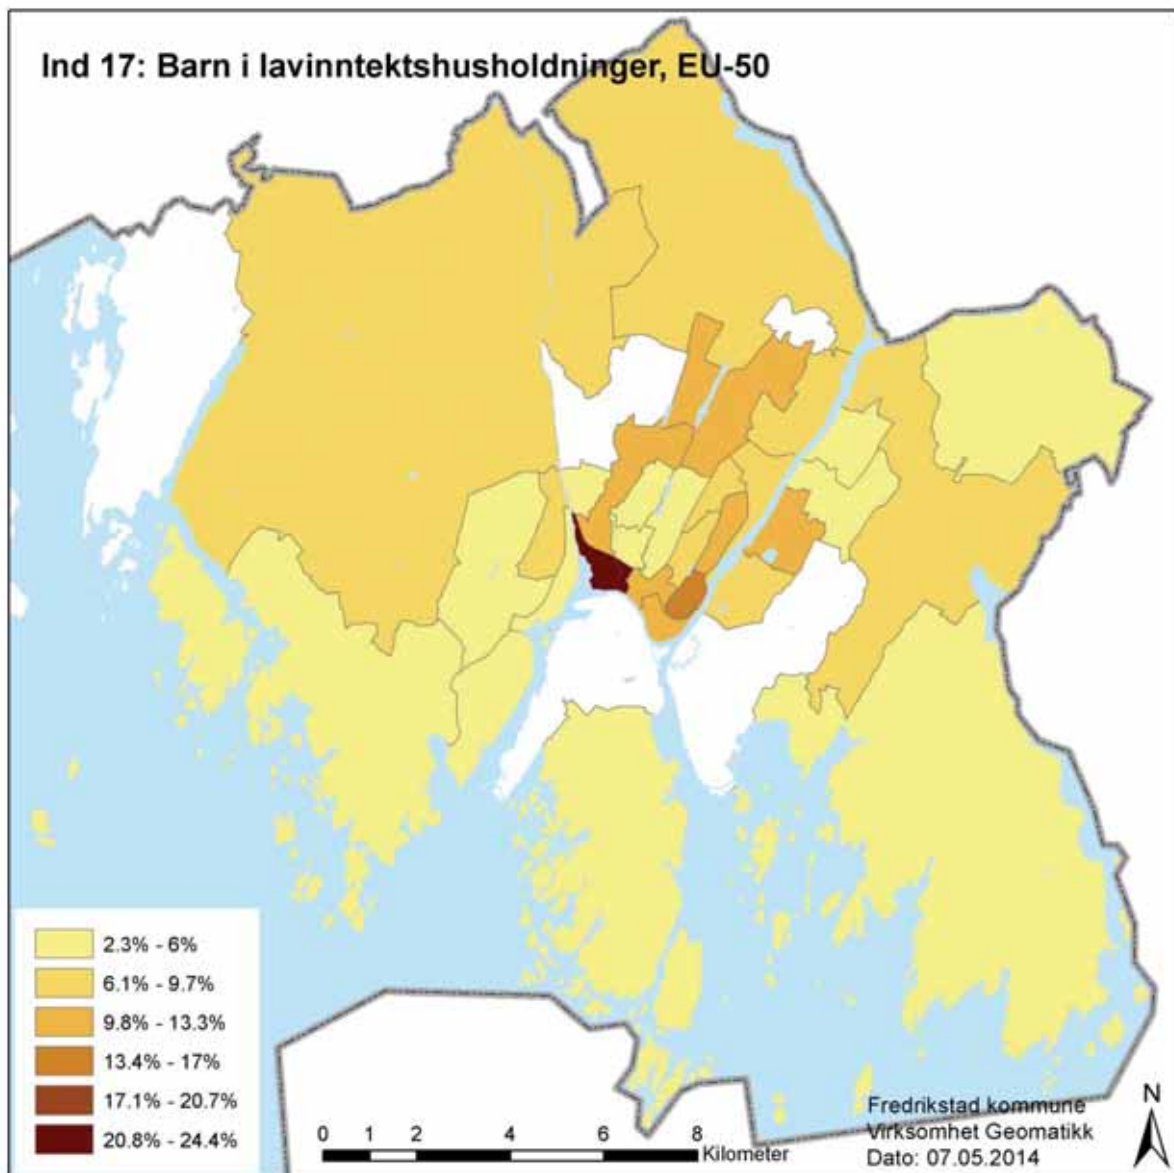 Ind 17: Barn i lavinntektshusholdninger, EU-50
2.3% - 6%
6.1% - 9.7%
9.8% - 13.3%
13.4% - 17%
17.1% - 20.7%
20.8% - 24.4%
0 1 2 4 6 8
Kilometer
Fredrikstad kommune
Virksomhet Geomatikk
Dato: 07.05.2014
N